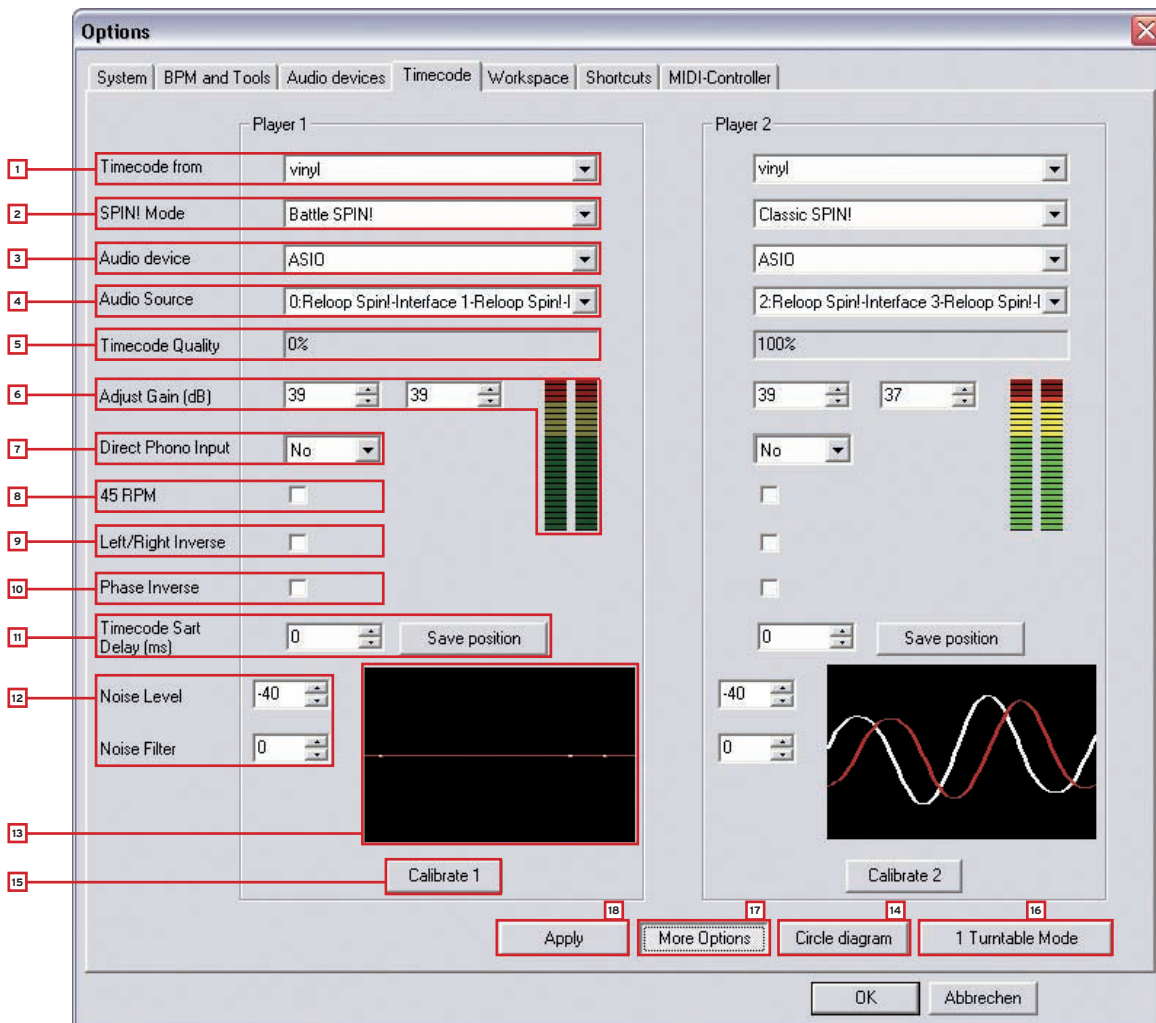 Options
System BPM and Tools Audio devices Timecode Workspace Shortcuts MIDI-Controller
Player 1 Player 2
1 Timecode from vinyl vinyl
2 SPIN! Mode Battle SPIN! Classic SPIN!
3 Audio device ASIO ASIO
4 Audio Source 0:Reloop Spin!-Interface 1-Reloop Spin!-I 2:Reloop Spin!-Interface 3-Reloop Spin!-I
5 Timecode Quality 0% 100%
6 Adjust Gain (dB) 39 39 39 37
7 Direct Phono Input No No
8 45 RPM
9 Left/Right Inverse
10 Phase Inverse
11 Timecode Sart Delay (ms) 0 Save position 0 Save position
12 Noise Level -40 -40
Noise Filter 0 0
13
15 Calibrate 1 Calibrate 2
18 17 14 16
Apply More Options Circle diagram 1 Turntable Mode
OK Abbrechen